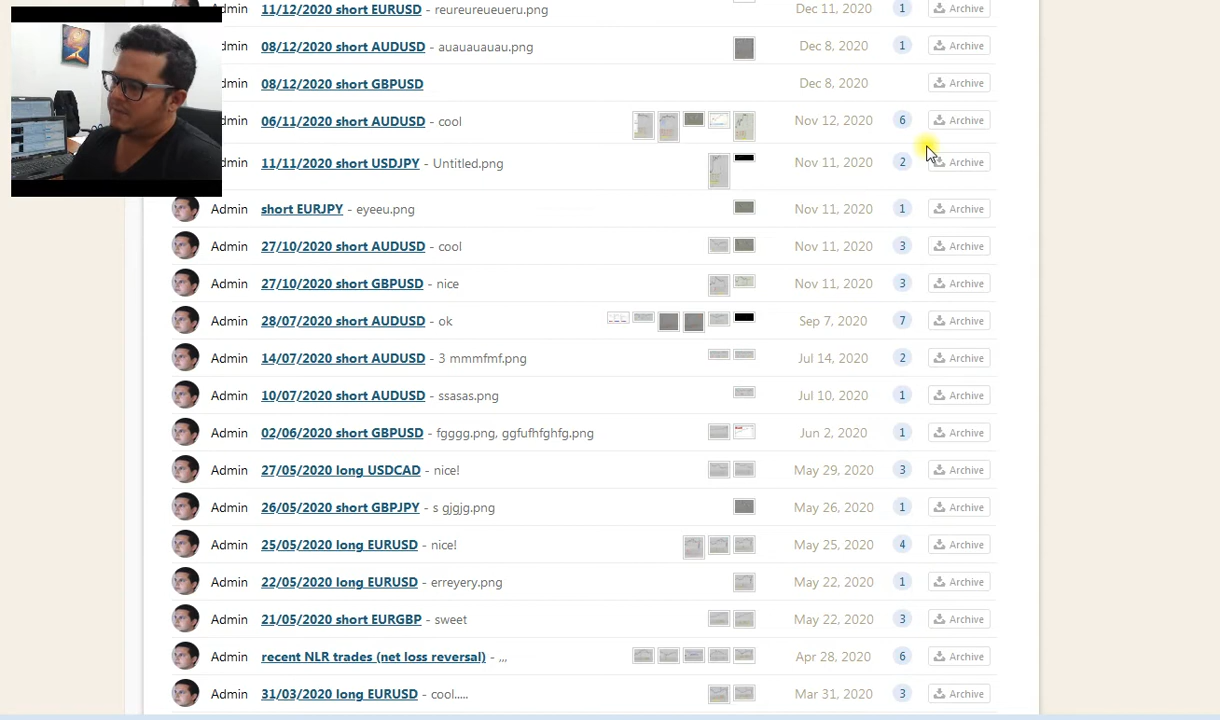 11/12/2020 short EURUSD - reureureueueru.png Dec 11, 2020 1 Archive
dmin 08/12/2020 short AUDUSD - auauauauau.png Dec 8, 2020 1 Archive
dmin 08/12/2020 short GBPUSD Dec 8, 2020 Archive
dmin 06/11/2020 short AUDUSD - cool Nov 12, 2020 6 Archive
dmin 11/11/2020 short USDJPY - Untitled.png Nov 11, 2020 2 Archive
Admin short EURJPY - eyeeu.png Nov 11, 2020 1 Archive
Admin 27/10/2020 short AUDUSD - cool Nov 11, 2020 3 Archive
Admin 27/10/2020 short GBPUSD - nice Nov 11, 2020 3 Archive
Admin 28/07/2020 short AUDUSD - ok Sep 7, 2020 7 Archive
Admin 14/07/2020 short AUDUSD - 3 mmmfmf.png Jul 14, 2020 2 Archive
Admin 10/07/2020 short AUDUSD - ssasas.png Jul 10, 2020 1 Archive
Admin 02/06/2020 short GBPUSD - fgggg.png, ggfufhfghfg.png Jun 2, 2020 1 Archive
Admin 27/05/2020 long USDCAD - nice! May 29, 2020 3 Archive
Admin 26/05/2020 short GBPJPY - s gjgjg.png May 26, 2020 1 Archive
Admin 25/05/2020 long EURUSD - nice! May 25, 2020 4 Archive
Admin 22/05/2020 long EURUSD - erreyery.png May 22, 2020 1 Archive
Admin 21/05/2020 short EURGBP - sweet May 22, 2020 3 Archive
Admin recent NLR trades (net loss reversal) - ,,, Apr 28, 2020 6 Archive
Admin 31/03/2020 long EURUSD - cool..... Mar 31, 2020 3 Archive